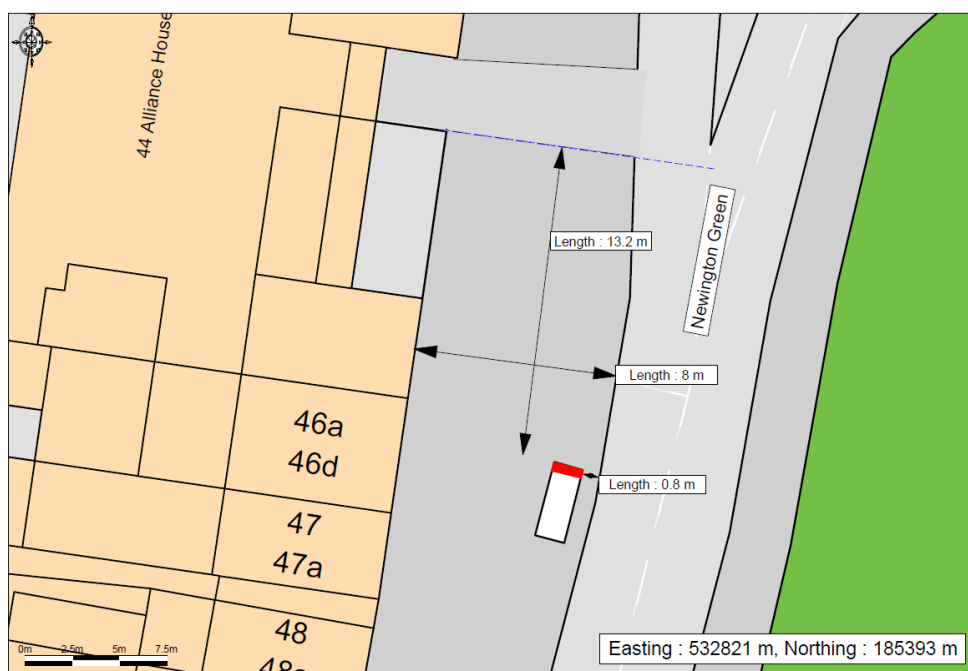 44 Alliance House
Length : 13.2 m
Newington Green
Length : 8 m
46a
46d
Length : 0.8 m
47
47a
48
0m 2.5m 5m 7.5m
Easting : 532821 m, Northing : 185393 m